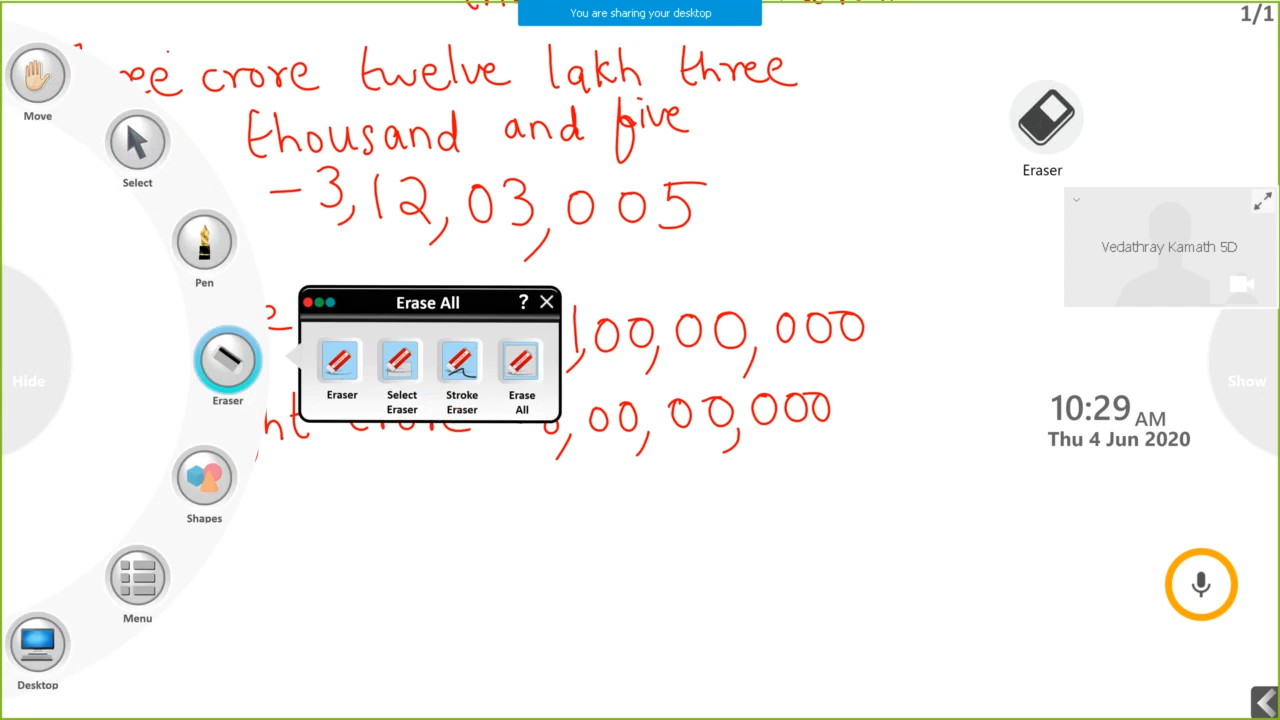 You are sharing your desktop
1/1
crore twelve lakh three
thousand and five
- 3,12,03,005
Move
Select
Pen
Eraser
Shapes
Menu
Desktop
Hide
Erase All ?
Eraser
Select Eraser
Stroke Eraser
Erase All
1,00,00,000
crore
,00,00,000
Eraser
Vedathray Kamath 5D
Show
10:29 AM
Thu 4 Jun 2020